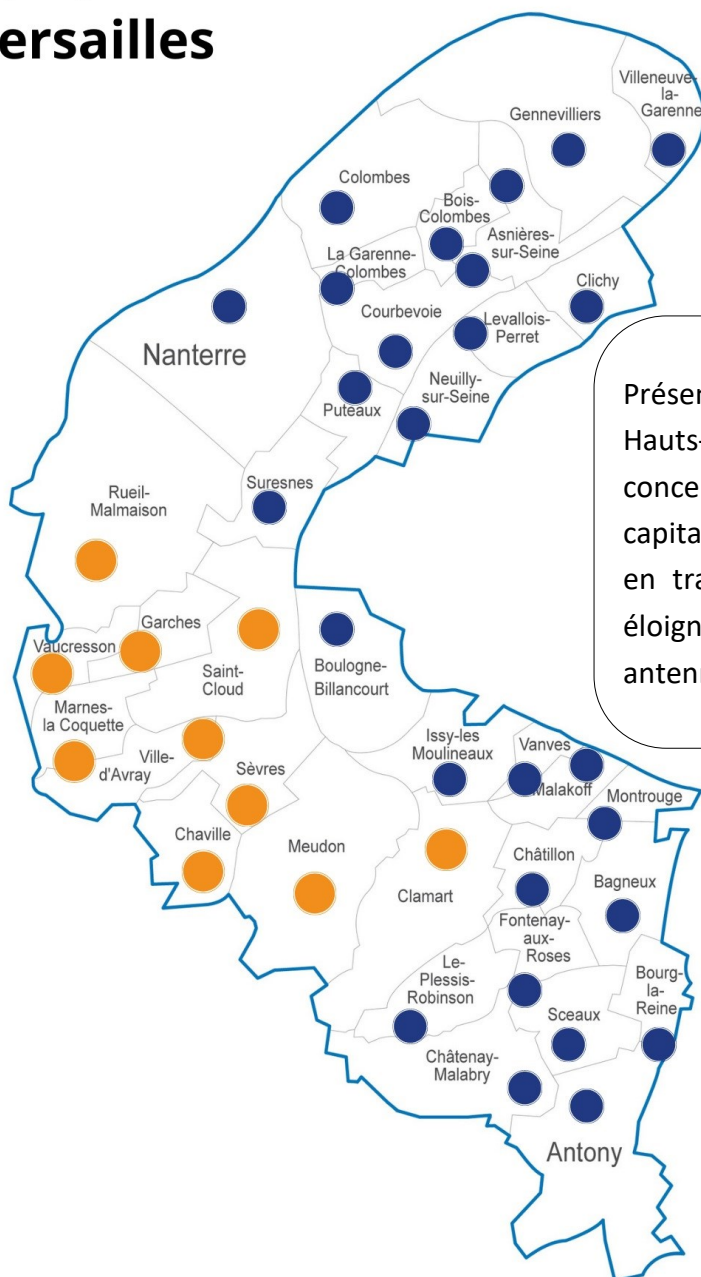 ersailles
Villeneuve-
la-
Garenne
Gennevilliers
Colombes
Bois-
Colombes
Asnières-
sur-Seine
La Garenne-
Colombes
Clichy
Courbevoie
Levallois-
Perret
Nanterre
Neuilly-
sur-Seine
Puteaux
Suresnes
Rueil-
Malmaison
Garches
Vaucresson
Saint-
Cloud
Boulogne-
Billancourt
Marnes-
la Coquette
Ville-
d'Avray
Sèvres
Issy-les
Moulineaux
Vanves
Malakoff
Montrouge
Chaville
Meudon
Clamart
Châtillon
Bagneux
Fontenay-
aux-
Roses
Le-
Plessis-
Robinson
Bourg-
la-
Reine
Sceaux
Châtenay-
Malabry
Antony
Présen
Hauts-
conce
capita
en tra
éloign
antenn